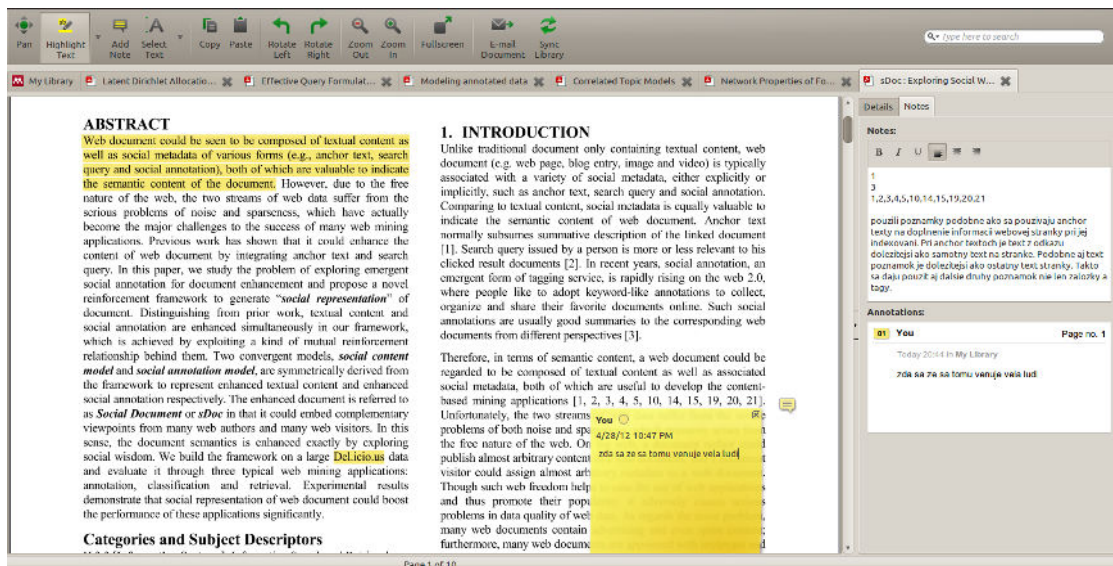 Pan
Highlight Text
Add Note
Select Text
Copy
Paste
Rotate Left
Rotate Right
Zoom Out
Zoom In
Fullscreen
E-mail Document
Sync Library
type here to search
My Library
Latent Dirichlet Allocatio...
Effective Query Formulat...
Modeling annotated data
Correlated Topic Models
Network Properties of Fo...
sDoc: Exploring Social W...
ABSTRACT
Web document could be seen to be composed of textual content as
well as social metadata of various forms (e.g., anchor text, search
query and social annotation), both of which are valuable to indicate
the semantic content of the document. However, due to the free
nature of the web, the two streams of web data suffer from the
serious problems of noise and sparseness, which have actually
become the major challenges to the success of many web mining
applications. Previous work has shown that it could enhance the
content of web document by integrating anchor text and search
query. In this paper, we study the problem of exploring emergent
social annotation for document enhancement and propose a novel
reinforcement framework to generate “social representation” of
document. Distinguishing from prior work, textual content and
social annotation are enhanced simultaneously in our framework,
which is achieved by exploiting a kind of mutual reinforcement
relationship behind them. Two convergent models, social content
model and social annotation model, are symmetrically derived from
the framework to represent enhanced textual content and enhanced
social annotation respectively. The enhanced document is referred to
as Social Document or sDoc in that it could embed complementary
viewpoints from many web authors and many web visitors. In this
sense, the document semantics is enhanced exactly by exploring
social wisdom. We build the framework on a large Del.icio.us data
and evaluate it through three typical web mining applications:
annotation, classification and retrieval. Experimental results
demonstrate that social representation of web document could boost
the performance of these applications significantly.
Categories and Subject Descriptors
1. INTRODUCTION
Unlike traditional document only containing textual content, web
document (e.g. web page, blog entry, image and video) is typically
associated with a variety of social metadata, either explicitly or
implicitly, such as anchor text, search query and social annotation.
Comparing to textual content, social metadata is equally valuable to
indicate the semantic content of web document. Anchor text
normally subsumes summative description of the linked document
[1]. Search query issued by a person is more or less relevant to his
clicked result documents [2]. In recent years, social annotation, an
emergent form of tagging service, is rapidly rising on the web 2.0,
where people like to adopt keyword-like annotations to collect,
organize and share their favorite documents online. Such social
annotations are usually good summaries to the corresponding web
documents from different perspectives [3].
Therefore, in terms of semantic content, a web document could be
regarded to be composed of textual content as well as associated
social metadata, both of which are useful to develop the content-
based mining applications [1, 2, 3, 4, 5, 10, 14, 15, 19, 20, 21].
Unfortunately, the two streams
problems of both noise and spa
the free nature of the web. On
publish almost arbitrary content
visitor could assign almost arb
Though such web freedom help
and thus promote their popu
problems in data quality of web
many web documents contain
furthermore, many web docume
You
4/28/12 10:47 PM
zda sa ze sa tomu venuje vela ludi
Details
Notes
Notes:
B I U
1
3
1,2,3,4,5,10,14,15,19,20,21
pouzili poznamky podobne ako sa pouzivaju anchor
texty na doplnenie informacii webovej stranky pri jej
indexovani. Pri anchor textoch je text z odkazu
dolezitejsi ako samotny text na stranke. Podobne aj text
poznamok je dolezitejsi ako ostatny text stranky. Takto
sa daju pouzit aj dalsie druhy poznamok nie len zalozky a
tagy.
Annotations:
a1 You Page no. 1
Today 20:44 in My Library
zda sa ze sa tomu venuje vela ludi
Page 1 of 10